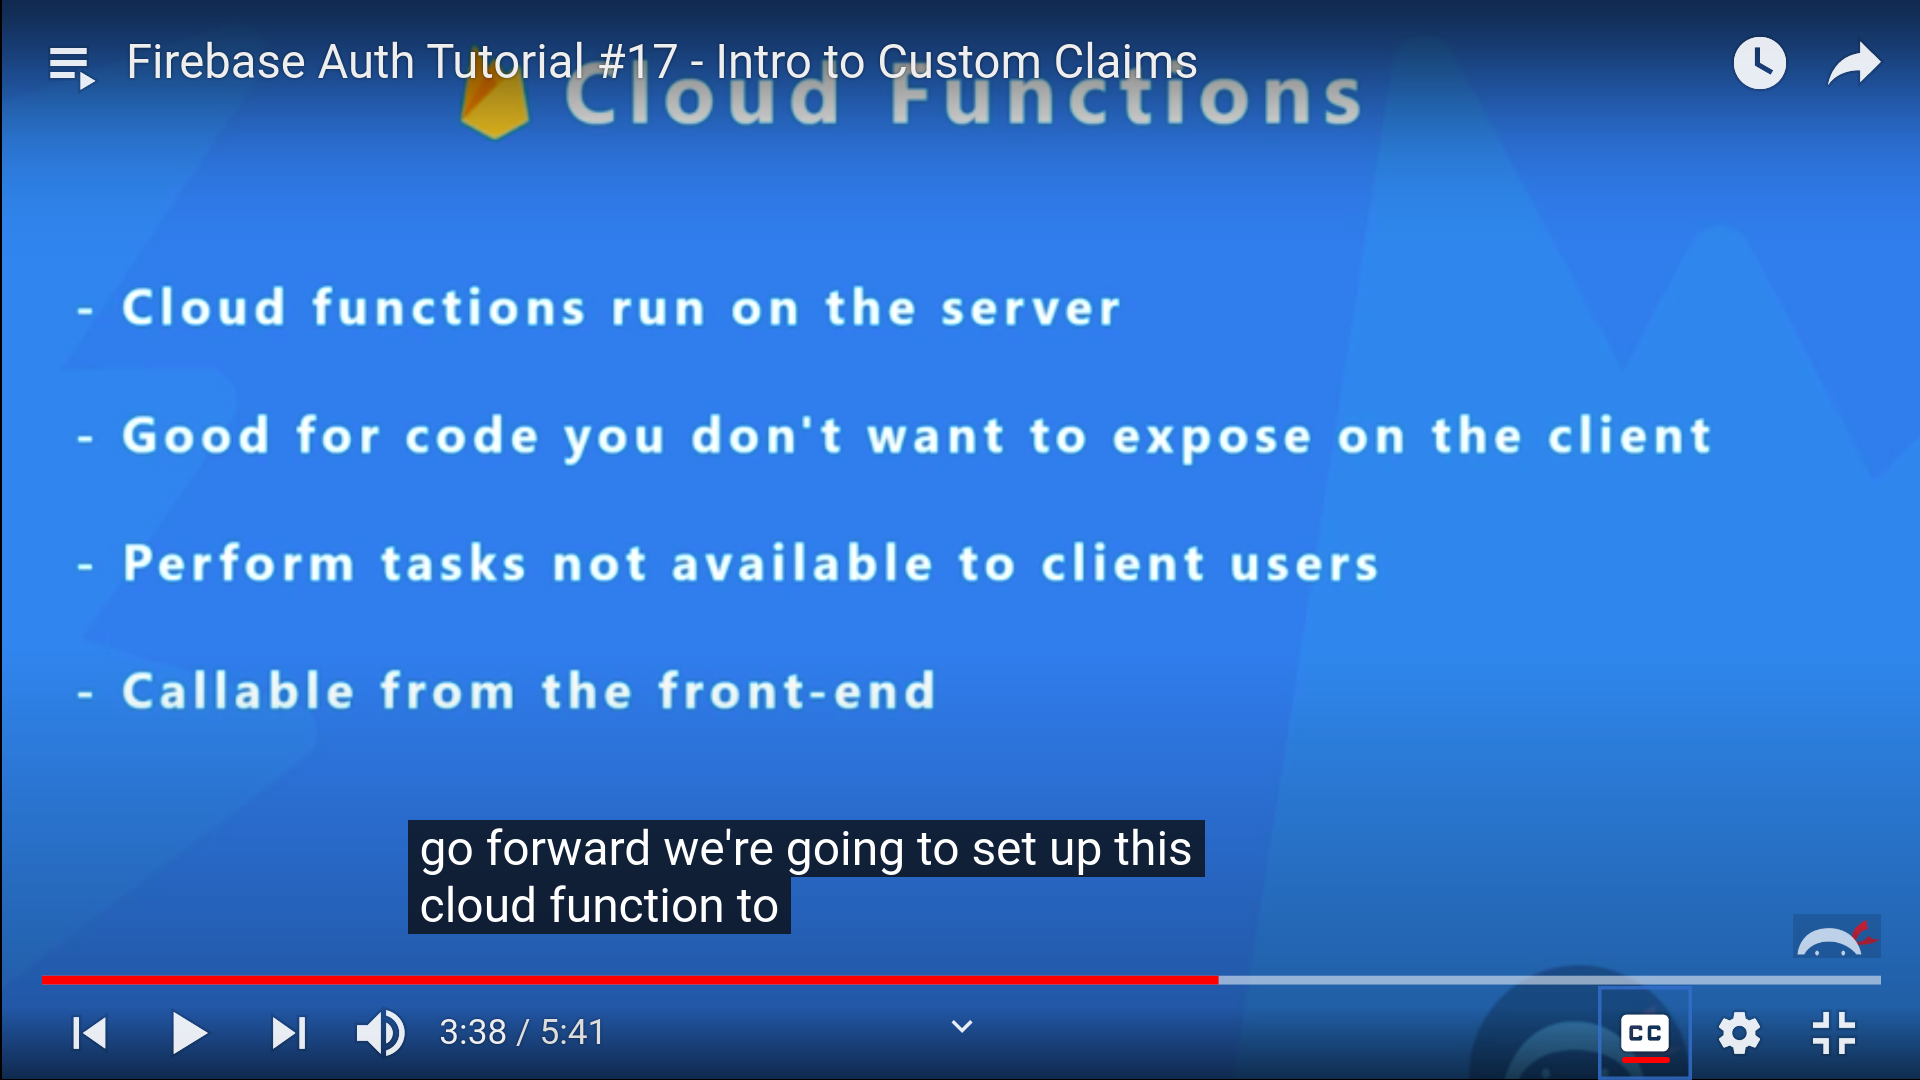 Firebase Auth Tutorial #17 - Intro to Custom Claims
Cloud Functions
- Cloud functions run on the server
- Good for code you don't want to expose on the client
- Perform tasks not available to client users
- Callable from the front-end
go forward we're going to set up this
cloud function to
3:38 / 5:41
CC